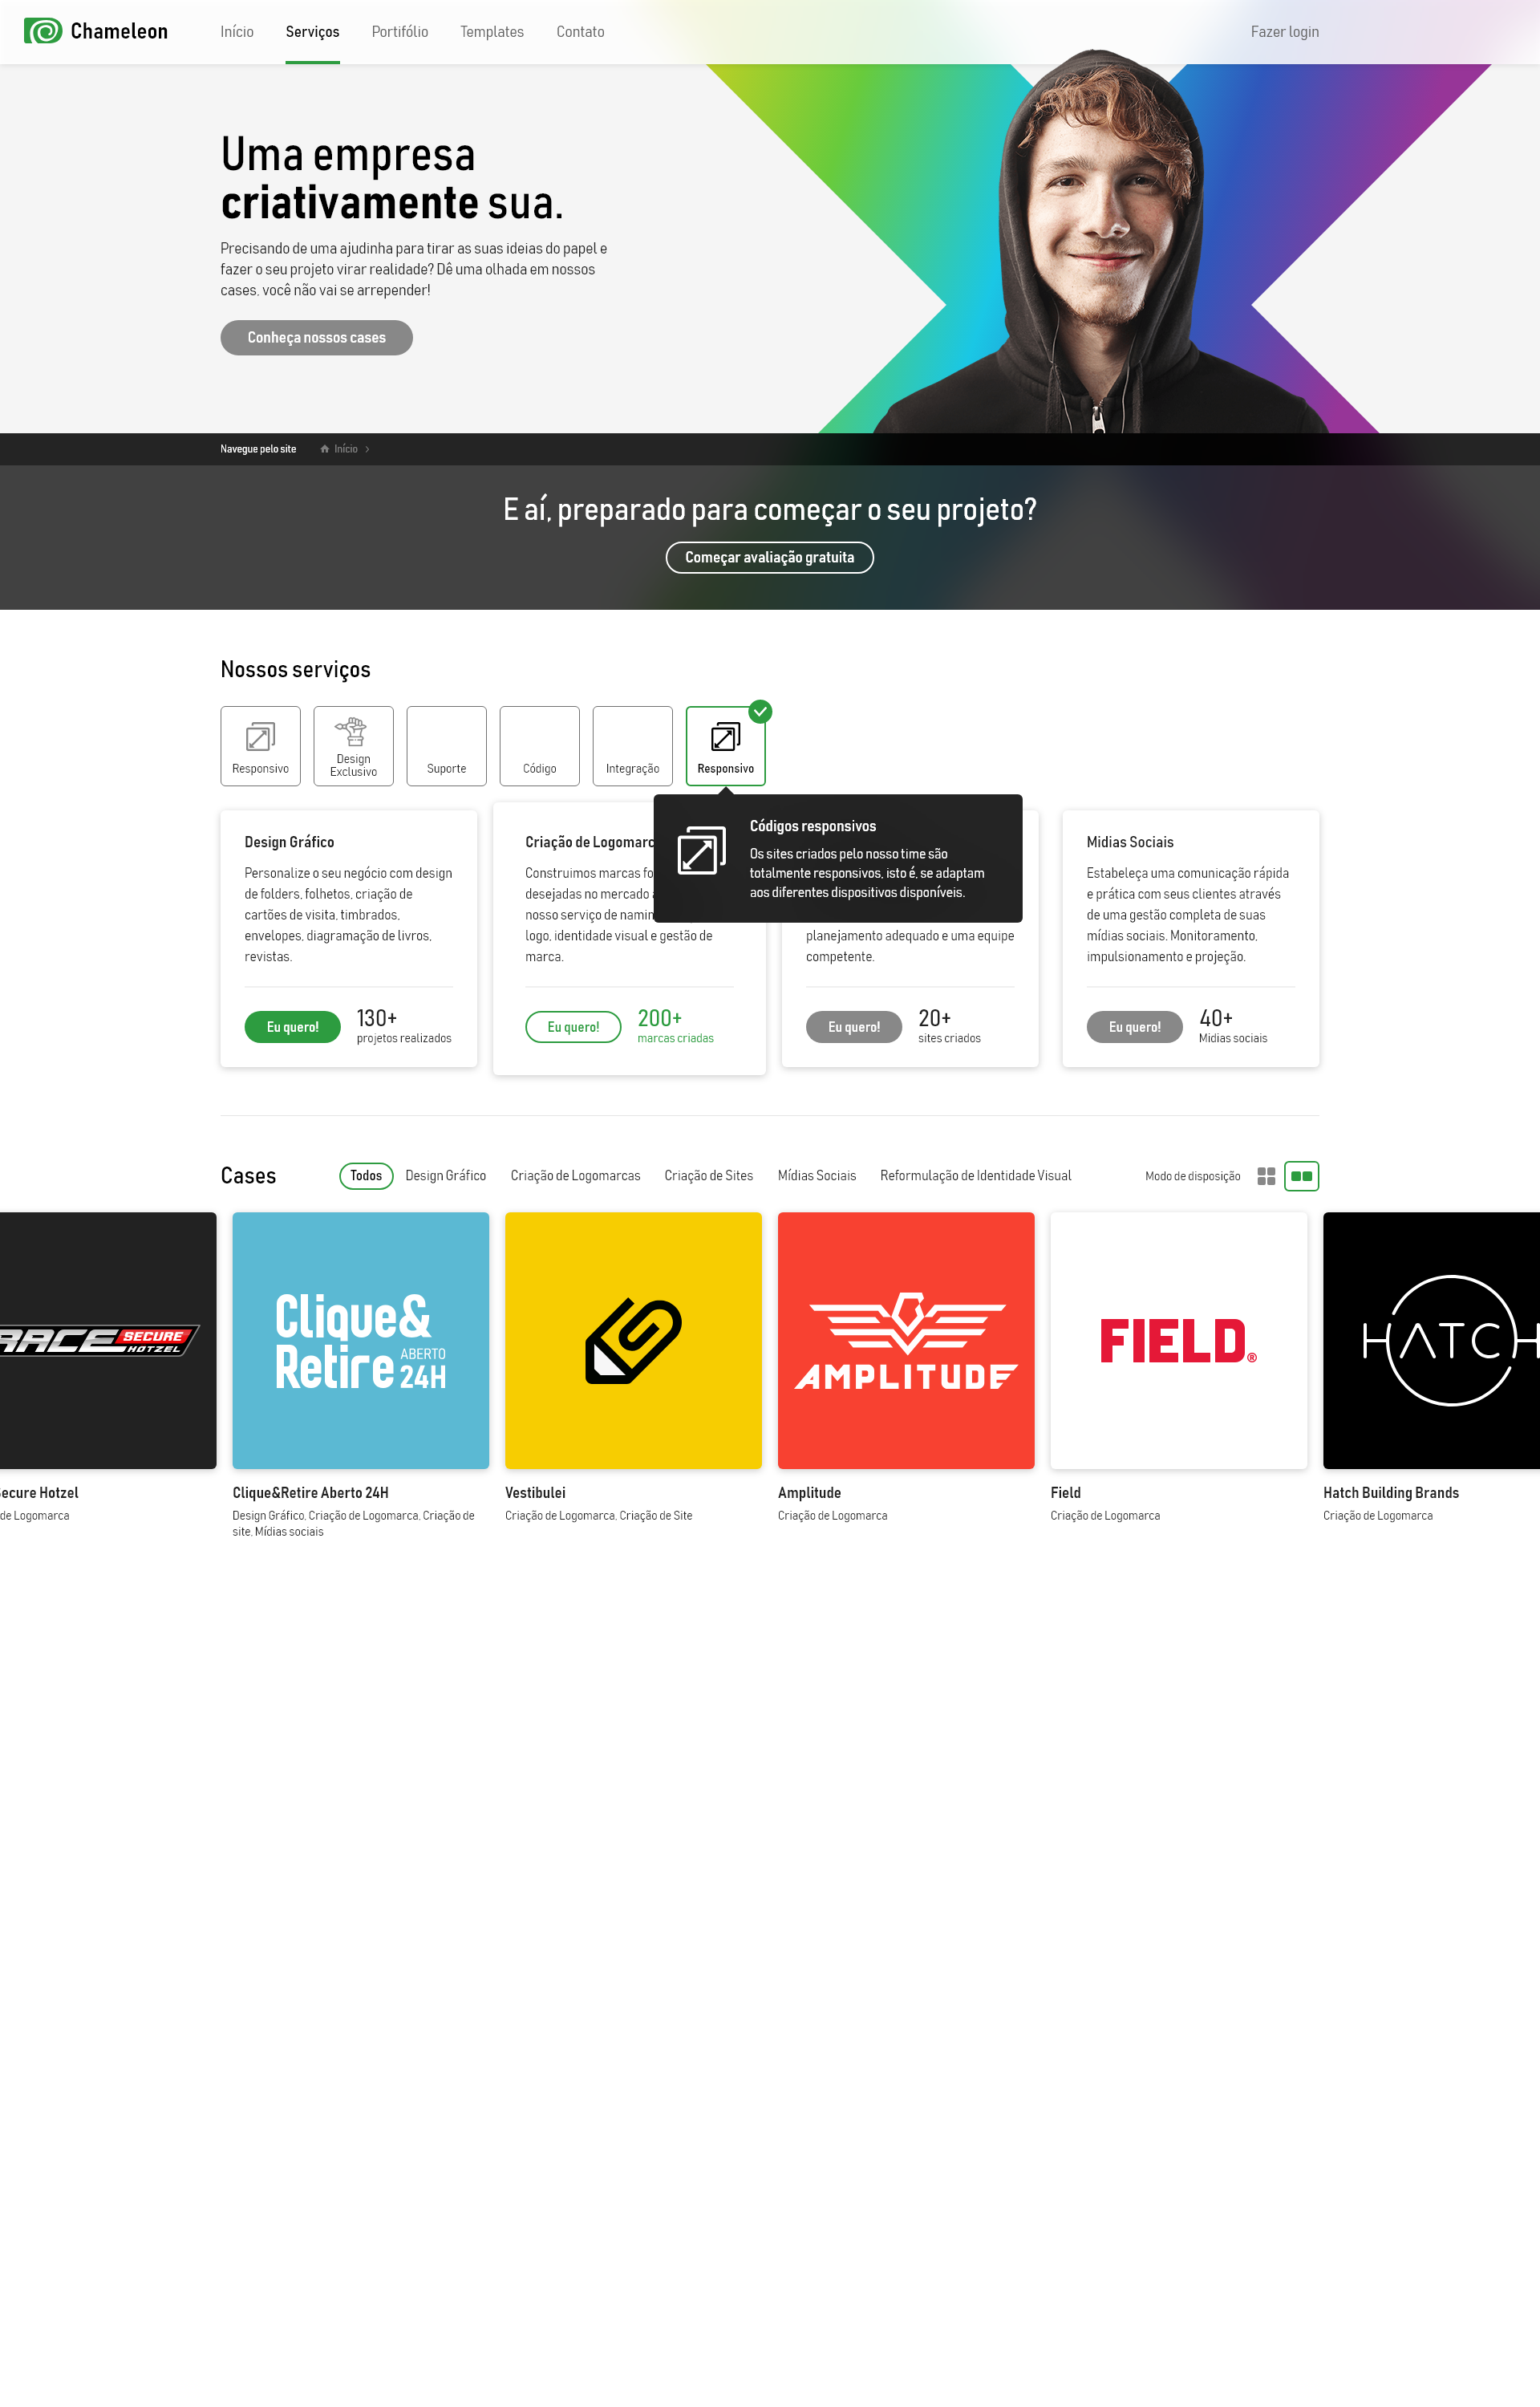 Chameleon
Início
Serviços
Portifólio
Templates
Contato
Fazer login
Uma empresa
criativamente sua.
Precisando de uma ajudinha para tirar as suas ideias do papel e
fazer o seu projeto virar realidade? Dê uma olhada em nossos
cases, você não vai se arrepender!
Conheça nossos cases
Navegue pelo site
Início
E aí, preparado para começar o seu projeto?
Começar avaliação gratuita
Nossos serviços
Responsivo
Design
Exclusivo
Suporte
Código
Integração
Responsivo
Códigos responsivos
Os sites criados pelo nosso time são
totalmente responsivos, isto é, se adaptam
aos diferentes dispositivos disponíveis.
Design Gráfico
Personalize o seu negócio com design
de folders, folhetos, criação de
cartões de visita, timbrados,
envelopes, diagramação de livros,
revistas.
Eu quero!
130+
projetos realizados
Criação de Logomarc
Construimos marcas fo
desejadas no mercado a
nosso serviço de namin
logo, identidade visual e gestão de
marca.
Eu quero!
200+
marcas criadas
planejamento adequado e uma equipe
competente.
Eu quero!
20+
sites criados
Midias Sociais
Estabeleça uma comunicação rápida
e prática com seus clientes através
de uma gestão completa de suas
mídias sociais. Monitoramento,
impulsionamento e projeção.
Eu quero!
40+
Midias sociais
Cases
Todos
Design Gráfico
Criação de Logomarcas
Criação de Sites
Mídias Sociais
Reformulação de Identidade Visual
Modo de disposição
RACE SECURE
HOTZEL
Clique&
Retire ABERTO
24H
AMPLITUDE
FIELD®
HATCH
Secure Hotzel
de Logomarca
Clique&Retire Aberto 24H
Design Gráfico, Criação de Logomarca, Criação de
site, Mídias sociais
Vestibulei
Criação de Logomarca, Criação de Site
Amplitude
Criação de Logomarca
Field
Criação de Logomarca
Hatch Building Brands
Criação de Logomarca